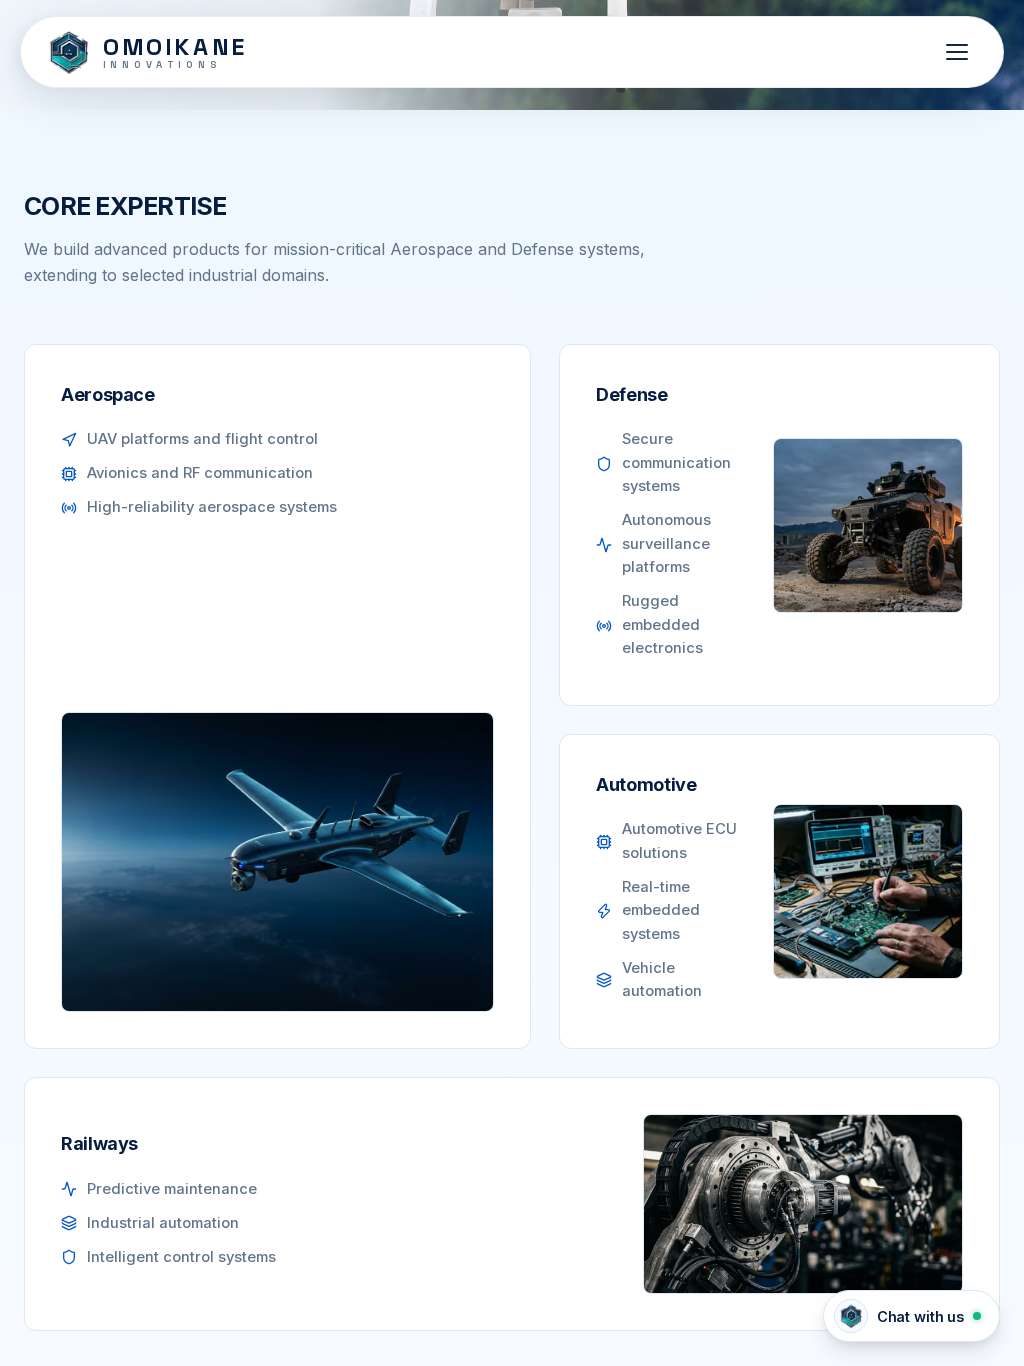 OMOIKANE
INNOVATIONS
CORE EXPERTISE
We build advanced products for mission-critical Aerospace and Defense systems,
extending to selected industrial domains.
Aerospace
UAV platforms and flight control
Avionics and RF communication
High-reliability aerospace systems
Defense
Secure
communication
systems
Autonomous
surveillance
platforms
Rugged
embedded
electronics
Automotive
Automotive ECU
solutions
Real-time
embedded
systems
Vehicle
automation
Railways
Predictive maintenance
Industrial automation
Intelligent control systems
Chat with us